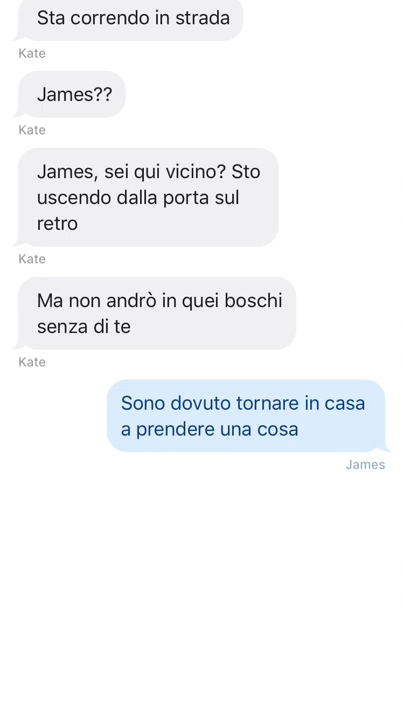 Sta correndo in strada
Kate
James??
Kate
James, sei qui vicino? Sto
uscendo dalla porta sul
retro
Kate
Ma non andrò in quei boschi
senza di te
Kate
Sono dovuto tornare in casa
a prendere una cosa
James